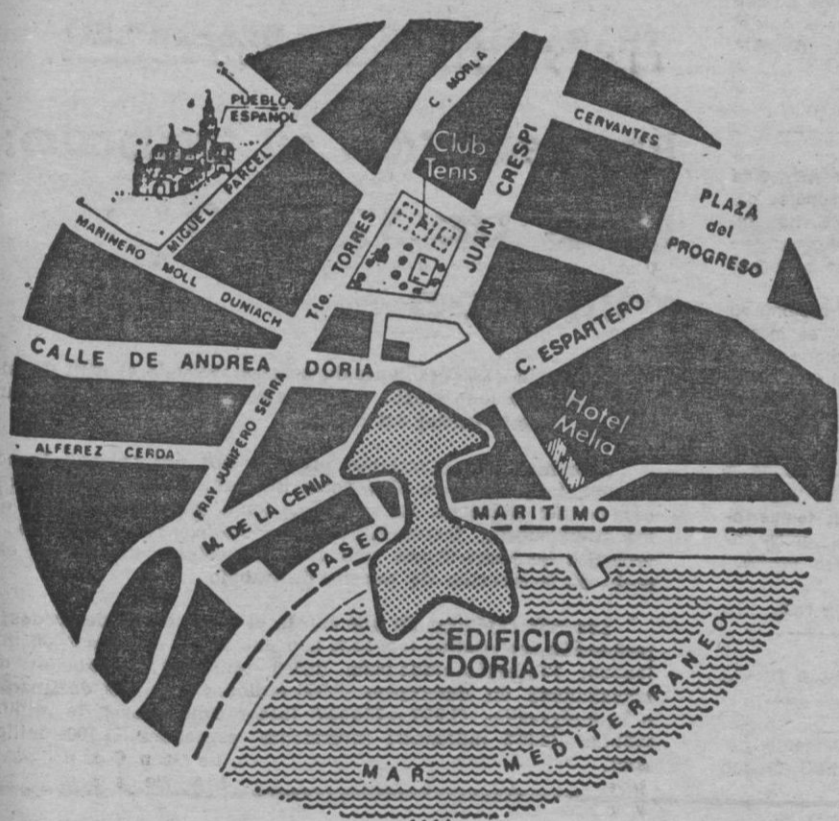 PUEBLO
ESPAÑOL
C. MORLA
CERVANTES
Club
Tenis
JUAN CRESPI
PLAZA
del
PROGRESO
MIGUEL PARCEL
MARINERO MOLL DUNIACH
Tte. TORRES
CALLE DE ANDREA DORIA
C. ESPARTERO
Hotel
Melia
FRAY JUNIFERO SERRA
ALFEREZ CERDA
M. DE LA CENIA
PASEO MARITIMO
EDIFICIO
DORIA
MAR MEDITERRANEO